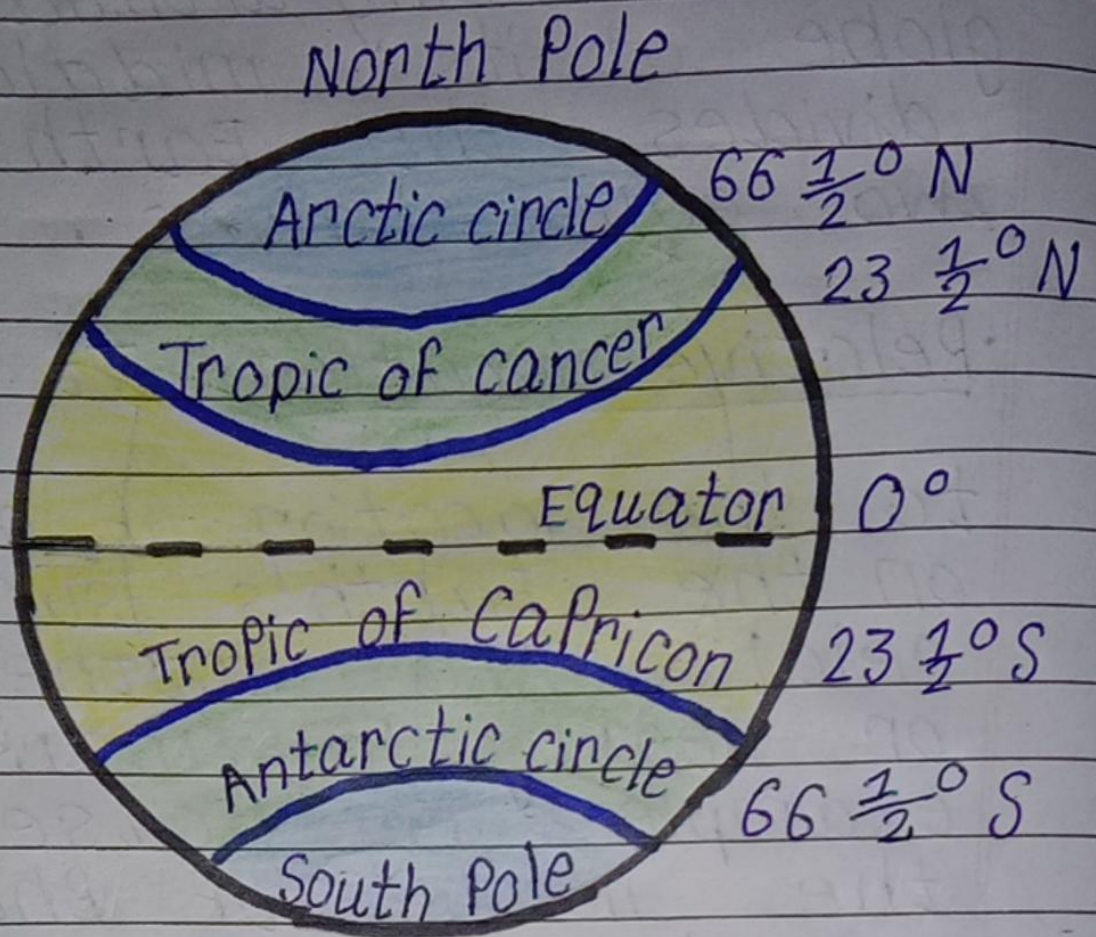 North Pole
Arctic circle 66 1/2° N
23 1/2° N
Tropic of cancer
Equator 0°
Tropic of Capricon 23 1/2° S
Antarctic circle 66 1/2° S
South Pole